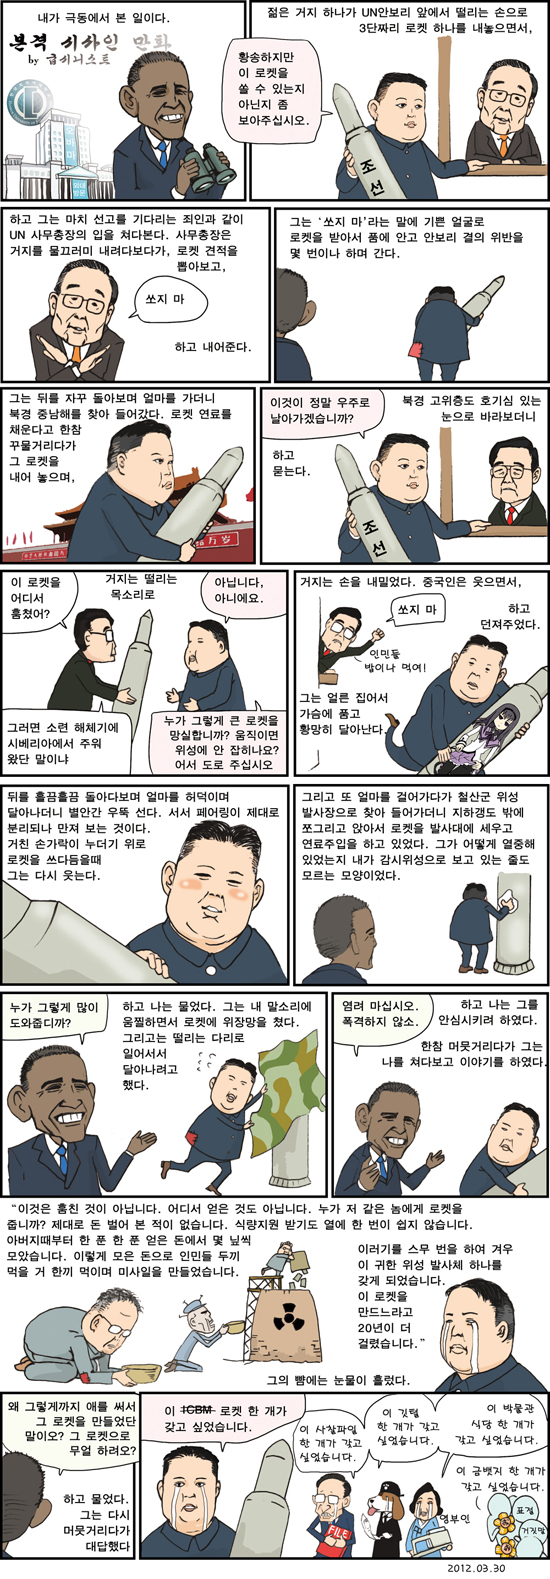 내가 극동에서 본 일이다.
본격 시사인 만화
by 굽시니스트
젊은 거지 하나가 UN안보리 앞에서 떨리는 손으로
3단짜리 로켓 하나를 내놓으면서,
황송하지만
이 로켓을
쏠 수 있는지
아닌지 좀
보아주십시오.
조선
하고 그는 마치 선고를 기다리는 죄인과 같이
UN 사무총장의 입을 쳐다본다. 사무총장은
거지를 물끄러미 내려다보다가, 로켓 견적을
뽑아보고,
쏘지 마
하고 내어준다.
그는 '쏘지 마'라는 말에 기쁜 얼굴로
로켓을 받아서 품에 안고 안보리 결의 위반을
몇 번이나 하며 간다.
그는 뒤를 자꾸 돌아보며 얼마를 가더니
북경 중남해를 찾아 들어갔다. 로켓 연료를
채운다고 한참
꾸물거리다가
그 로켓을
내어 놓으며,
이것이 정말 우주로
날아가겠습니까?
하고
묻는다.
북경 고위층도 호기심 있는
눈으로 바라보더니
조선
이 로켓을
어디서
훔쳤어?
거지는 떨리는
목소리로
아닙니다,
아니에요.
그러면 소련 해체기에
시베리아에서 주워
왔단 말이냐
누가 그렇게 큰 로켓을
망실합니까? 움직이면
위성에 안 잡히나요?
어서 도로 주십시오
거지는 손을 내밀었다. 중국인은 웃으면서,
쏘지 마
하고
던져주었다.
인민들
밥이나 먹여!
그는 얼른 집어서
가슴에 품고
황망히 달아난다.
뒤를 흘끔흘끔 돌아다보며 얼마를 허덕이며
달아나더니 별안간 우뚝 선다. 서서 페어링이 제대로
분리되나 만져 보는 것이다.
거친 손가락이 누더기 위로
로켓을 쓰다듬을때
그는 다시 웃는다.
그리고 또 얼마를 걸어가다가 철산군 위성
발사장으로 찾아 들어가더니 지하갱도 밖에
쪼그리고 앉아서 로켓을 발사대에 세우고
연료주입을 하고 있었다. 그가 어떻게 열중해
있었는지 내가 감시위성으로 보고 있는 줄도
모르는 모양이었다.
누가 그렇게 많이
도와줍디까?
하고 나는 물었다. 그는 내 말소리에
움찔하면서 로켓에 위장망을 쳤다.
그리고는 떨리는 다리로
일어서서
달아나려고
했다.
염려 마십시오.
폭격하지 않소.
하고 나는 그를
안심시키려 하였다.
한참 머뭇거리다가 그는
나를 쳐다보고 이야기를 하였다.
"이것은 훔친 것이 아닙니다. 어디서 얻은 것도 아닙니다. 누가 저 같은 놈에게 로켓을
줍니까? 제대로 돈 벌어 본 적이 없습니다. 식량지원 받기도 열에 한 번이 쉽지 않습니다.
아버지때부터 한 푼 한 푼 얻은 돈에서 몇 닢씩
모았습니다. 이렇게 모은 돈으로 인민들 두끼
먹을 거 한끼 먹이며 미사일을 만들었습니다.
이러기를 스무 번을 하여 겨우
이 귀한 위성 발사체 하나를
갖게 되었습니다.
이 로켓을
만드느라고
20년이 더
걸렸습니다."
그의 뺨에는 눈물이 흘렀다.
왜 그렇게까지 애를 써서
그 로켓을 만들었단
말이오? 그 로켓으로
무얼 하려오?
하고 물었다.
그는 다시
머뭇거리다가
대답했다
이 ICBM 로켓 한 개가
갖고 싶었습니다.
이 사찰파일
한 개가 갖고
싶었습니다.
이 깃털
한 개가 갖고
싶었습니다.
이 박물관
식당 한 개가
갖고 싶었습니다.
이 금뱃지 한 개가
갖고 싶었습니다.
FILE
영부인
표절
거짓말
2012.03.30